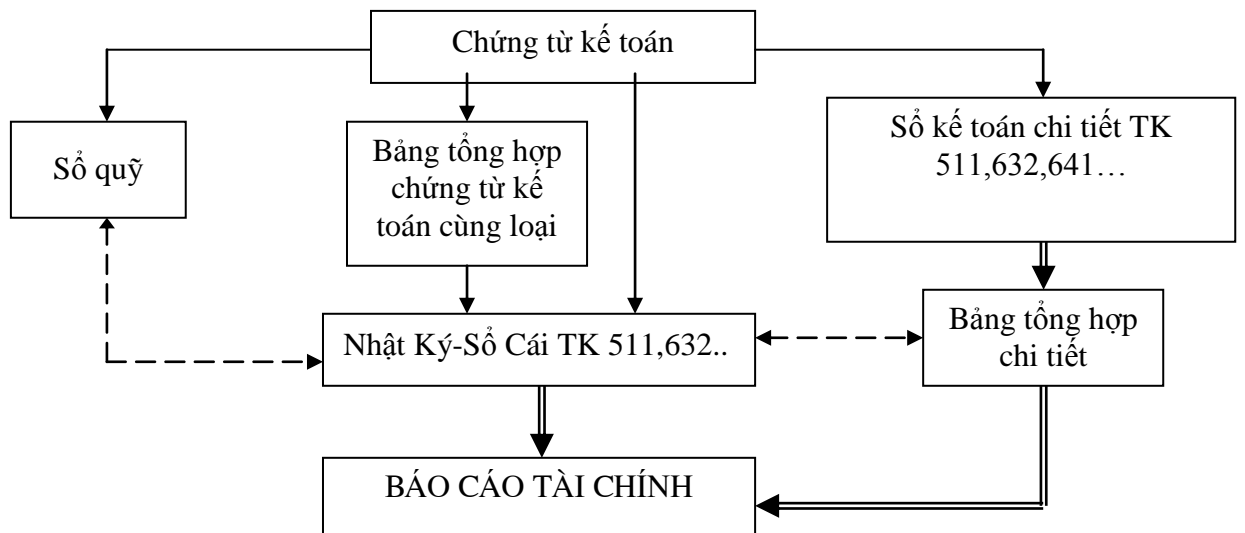 Chứng từ kế toán
Sổ quỹ
Bảng tổng hợp
chứng từ kế
toán cùng loại
Sổ kế toán chi tiết TK
511,632,641…
Nhật Ký-Sổ Cái TK 511,632..
Bảng tổng hợp
chi tiết
BÁO CÁO TÀI CHÍNH